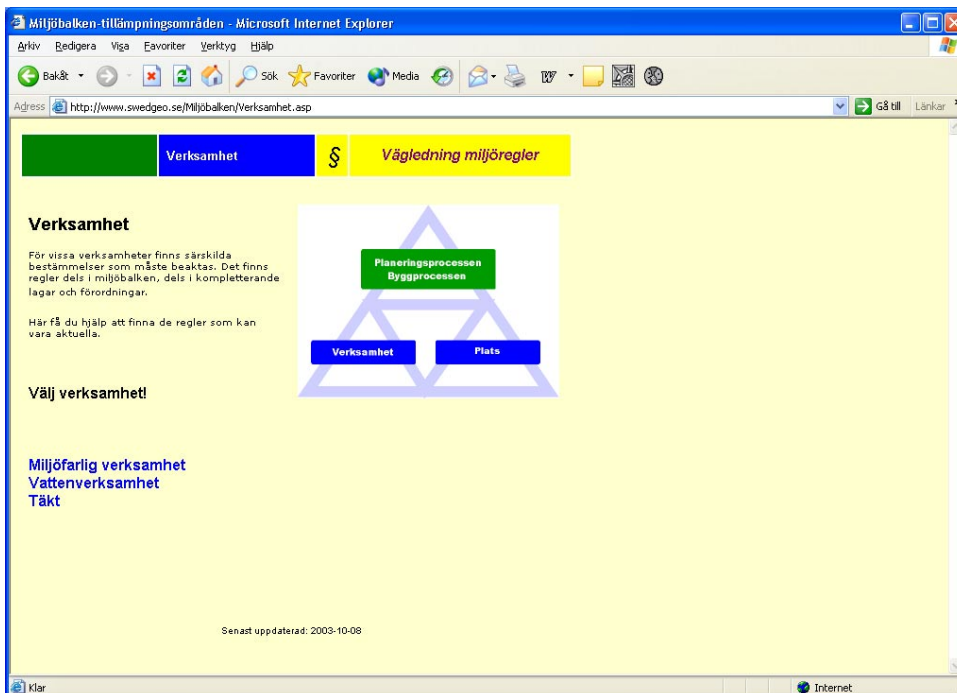 Miljöbalken-tillämpningsområden - Microsoft Internet Explorer
Arkiv Redigera Visa Favoriter Verktyg Hjälp
Bakåt Sök Favoriter Media
Adress http://www.swedgeo.se/Miljöbalken/Verksamhet.asp Gå till Länkar
Verksamhet § Vägledning miljöregler
Verksamhet
För vissa verksamheter finns särskilda
bestämmelser som måste beaktas. Det finns
regler dels i miljöbalken, dels i kompletterande
lagar och förordningar.
Här få du hjälp att finna de regler som kan
vara aktuella.
Planeringsprocessen
Byggprocessen
Verksamhet Plats
Välj verksamhet!
Miljöfarlig verksamhet
Vattenverksamhet
Täkt
Senast uppdaterad: 2003-10-08
Klar Internet